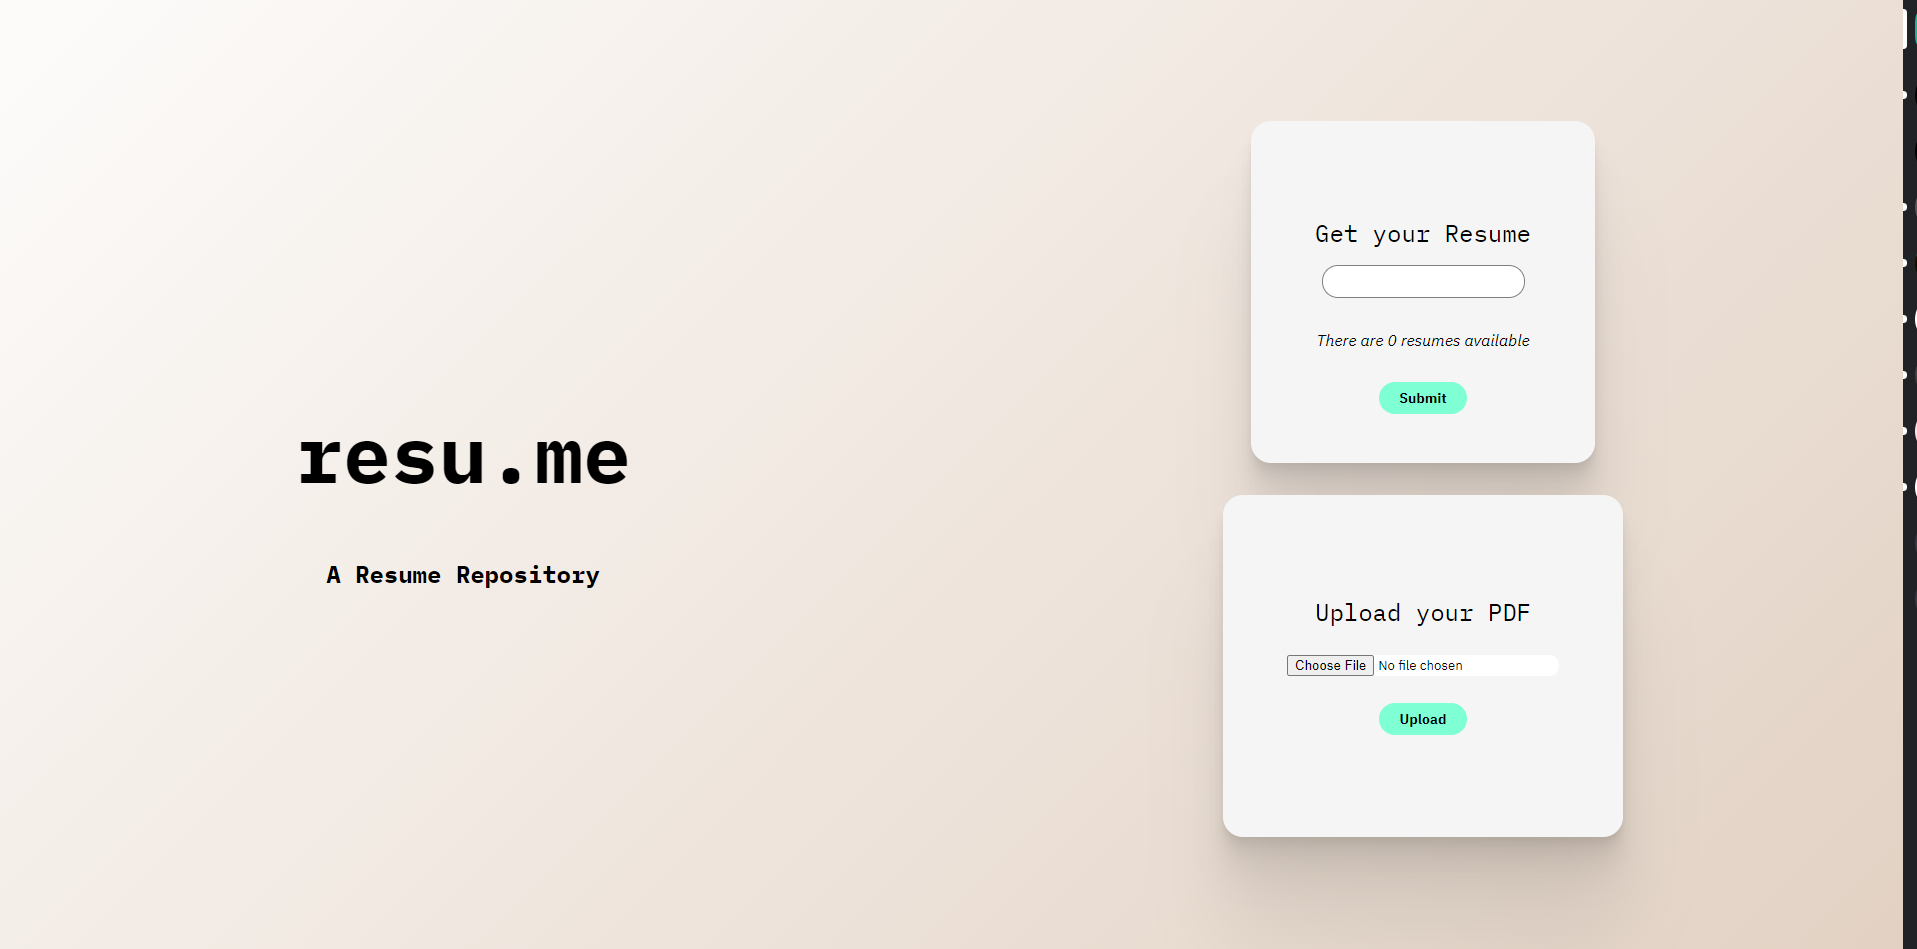 resu.me
A Resume Repository
Get your Resume
There are 0 resumes available
Submit
Upload your PDF
Choose File No file chosen
Upload